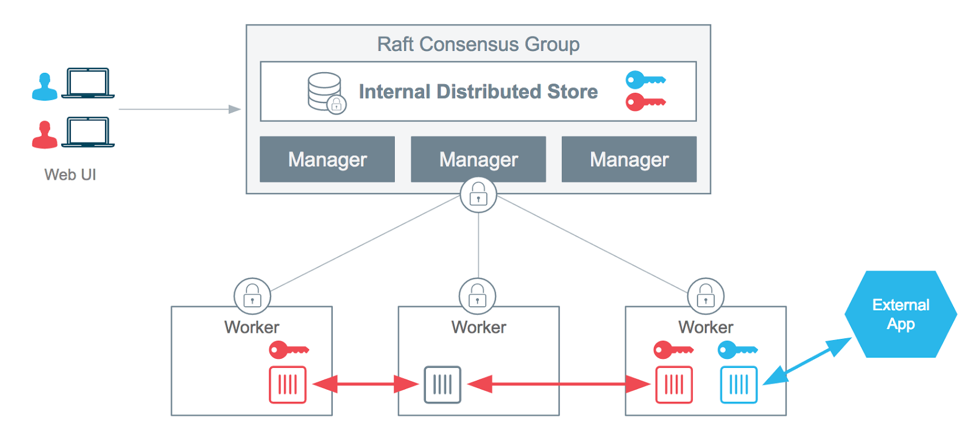 Raft Consensus Group
Internal Distributed Store
Manager Manager Manager
Web UI
Worker Worker Worker
External
App